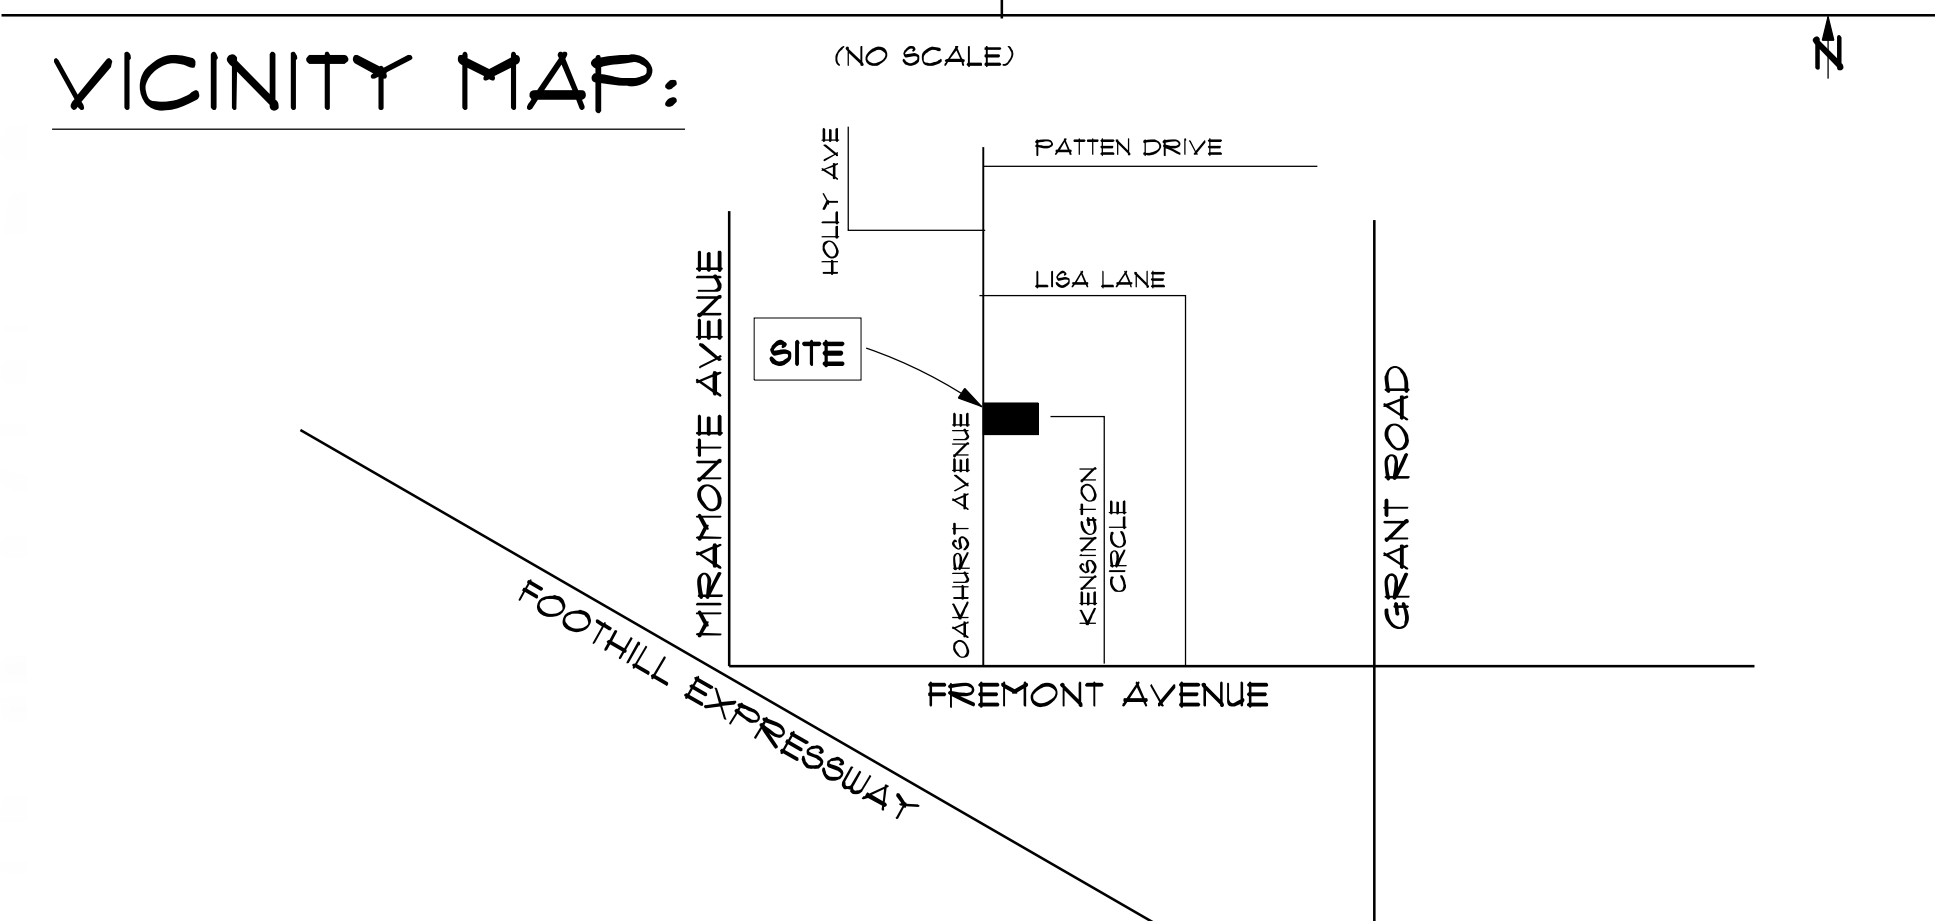 VICINITY MAP:
(NO SCALE)
N
HOLLY AVE
PATTEN DRIVE
LISA LANE
MIRAMONTE AVENUE
SITE
OAKHURST AVENUE
KENSINGTON
CIRCLE
GRANT ROAD
FREMONT AVENUE
FOOTHILL EXPRESSWAY